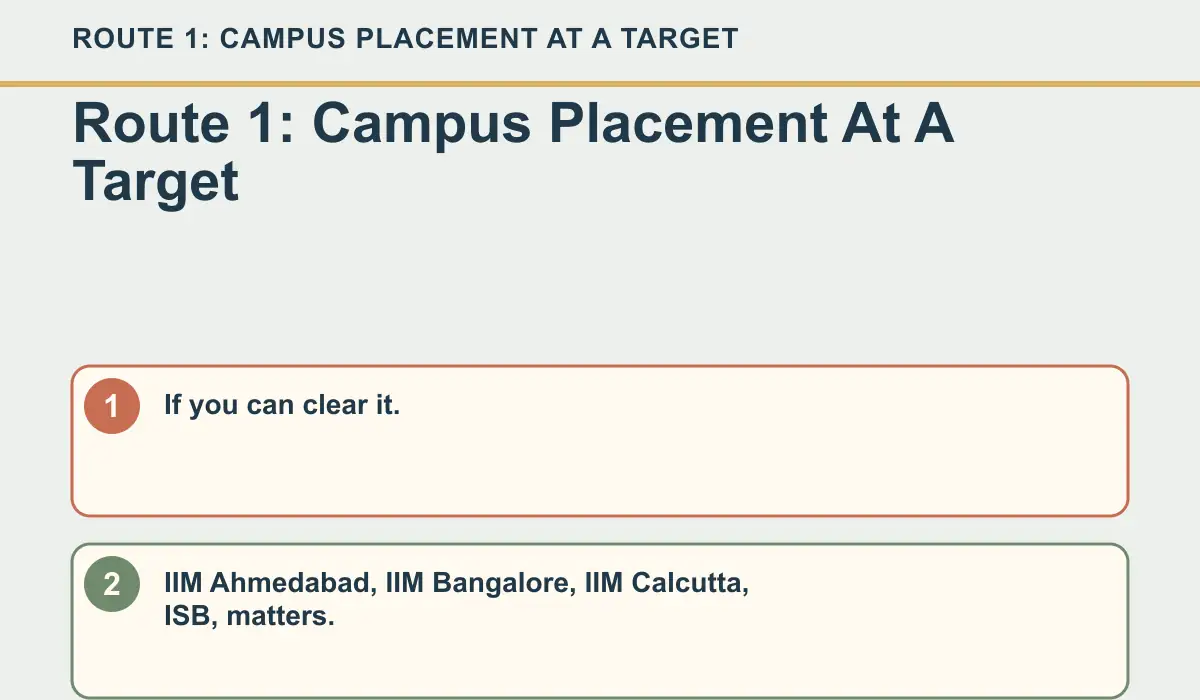 ROUTE 1: CAMPUS PLACEMENT AT A TARGET
Route 1: Campus Placement At A
Target
1
If you can clear it.
2
IIM Ahmedabad, IIM Bangalore, IIM Calcutta,
ISB, matters.